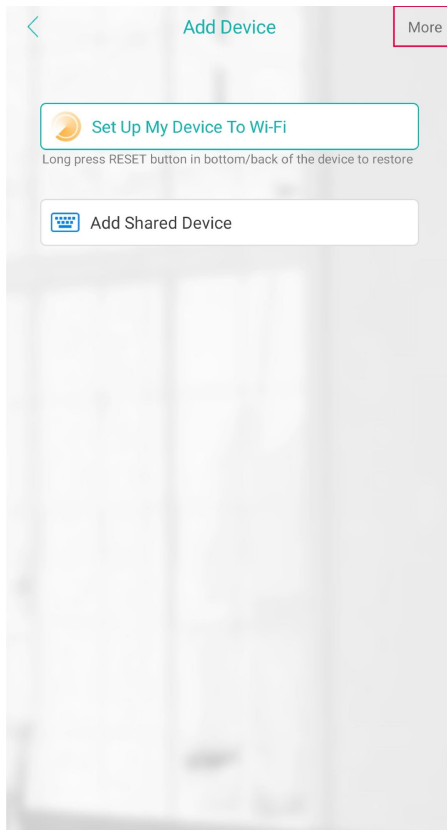 Add Device
More
Set Up My Device To Wi-Fi
Long press RESET button in bottom/back of the device to restore
Add Shared Device